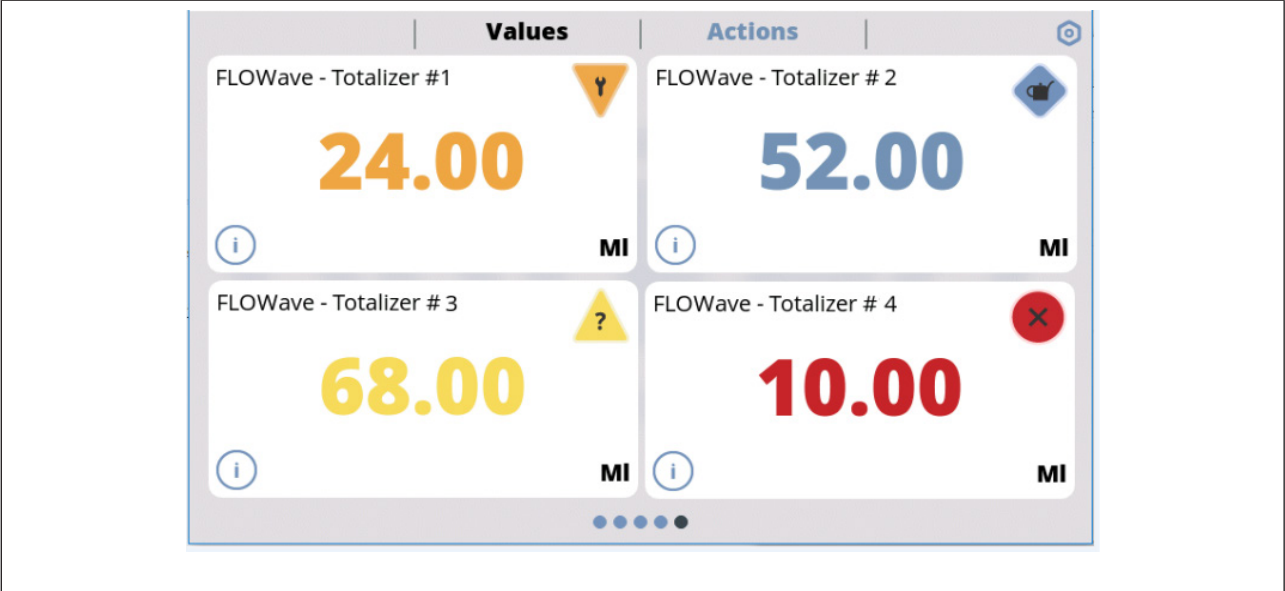 Values
Actions
FLOWave - Totalizer #1
24.00
i
Ml
FLOWave - Totalizer # 2
52.00
i
Ml
FLOWave - Totalizer # 3
?
68.00
i
Ml
FLOWave - Totalizer # 4
10.00
i
Ml